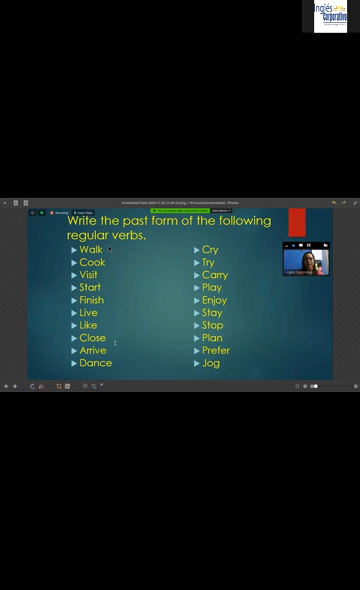 Inglés
Corporativo
Write the past form of the following
regular verbs.
Walk
Cook
Visit
Start
Finish
Live
Like
Close
Arrive
Dance
Cry
Try
Carry
Play
Enjoy
Stay
Stop
Plan
Prefer
Jog